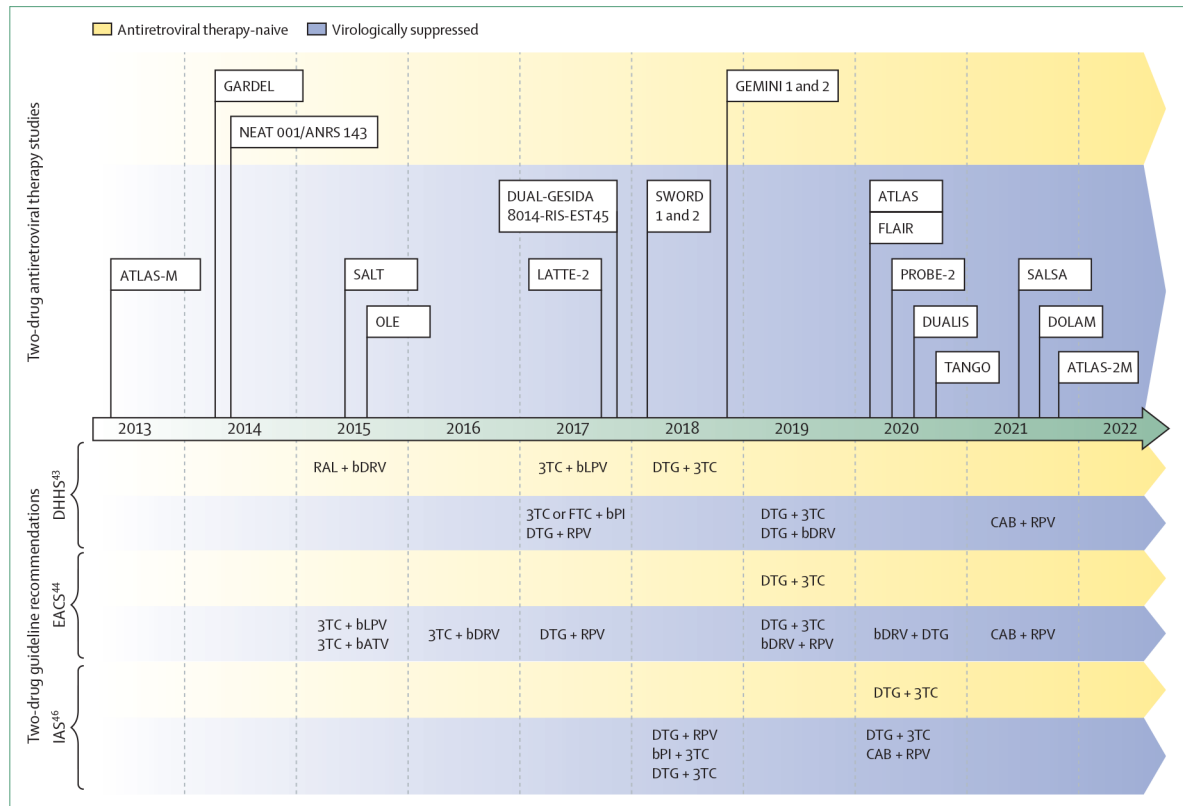 Antiretroviral therapy-naive
Virologically suppressed
Two-drug antiretroviral therapy studies
GARDEL
NEAT 001/ANRS 143
GEMINI 1 and 2
DUAL-GESIDA
8014-RIS-EST45
SWORD
1 and 2
ATLAS
FLAIR
ATLAS-M
SALT
LATTE-2
PROBE-2
SALSA
OLE
DUALIS
DOLAM
TANGO
ATLAS-2M
2013 2014 2015 2016 2017 2018 2019 2020 2021 2022
Two-drug guideline recommendations
DHHS43
RAL + bDRV
3TC + bLPV
DTG + 3TC
3TC or FTC + bPI
DTG + RPV
DTG + 3TC
DTG + bDRV
CAB + RPV
EACS44
DTG + 3TC
3TC + bLPV
3TC + bATV
3TC + bDRV
DTG + RPV
DTG + 3TC
bDRV + RPV
bDRV + DTG
CAB + RPV
IAS46
DTG + 3TC
DTG + RPV
bPI + 3TC
DTG + 3TC
DTG + 3TC
CAB + RPV